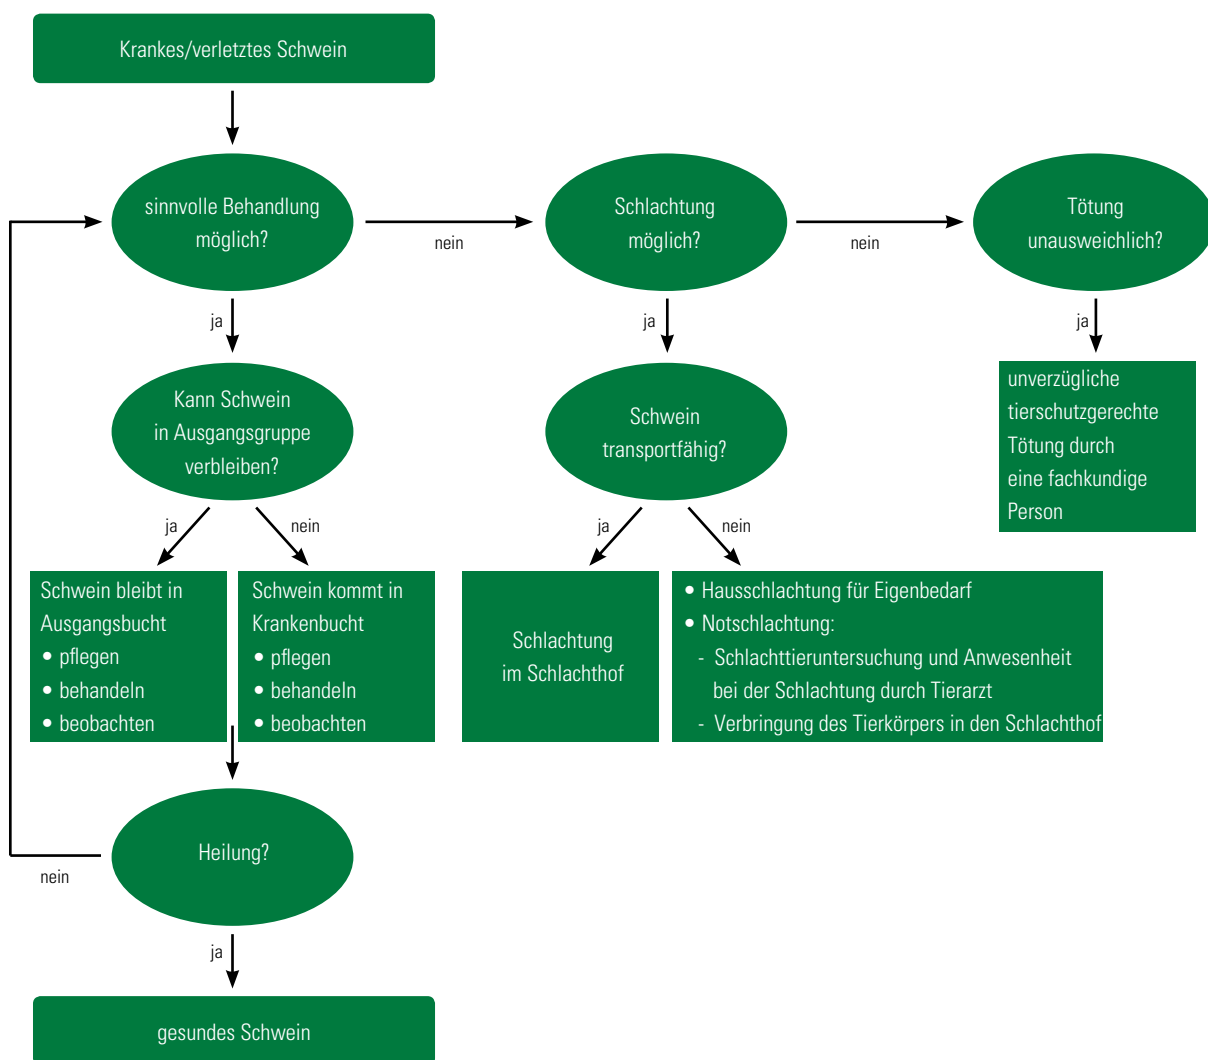 Krankes/verletztes Schwein
sinnvolle Behandlung
möglich?
nein
Schlachtung
möglich?
nein
Tötung
unausweichlich?
ja
ja
ja
Kann Schwein
in Ausgangsgruppe
verbleiben?
Schwein
transportfähig?
unverzügliche
tierschutzgerechte
Tötung durch
eine fachkundige
Person
ja
nein
ja
nein
Schwein bleibt in
Ausgangsbucht
• pflegen
• behandeln
• beobachten
Schwein kommt in
Krankenbucht
• pflegen
• behandeln
• beobachten
Schlachtung
im Schlachthof
• Hausschlachtung für Eigenbedarf
• Notschlachtung:
- Schlachttieruntersuchung und Anwesenheit
bei der Schlachtung durch Tierarzt
- Verbringung des Tierkörpers in den Schlachthof
Heilung?
nein
ja
gesundes Schwein